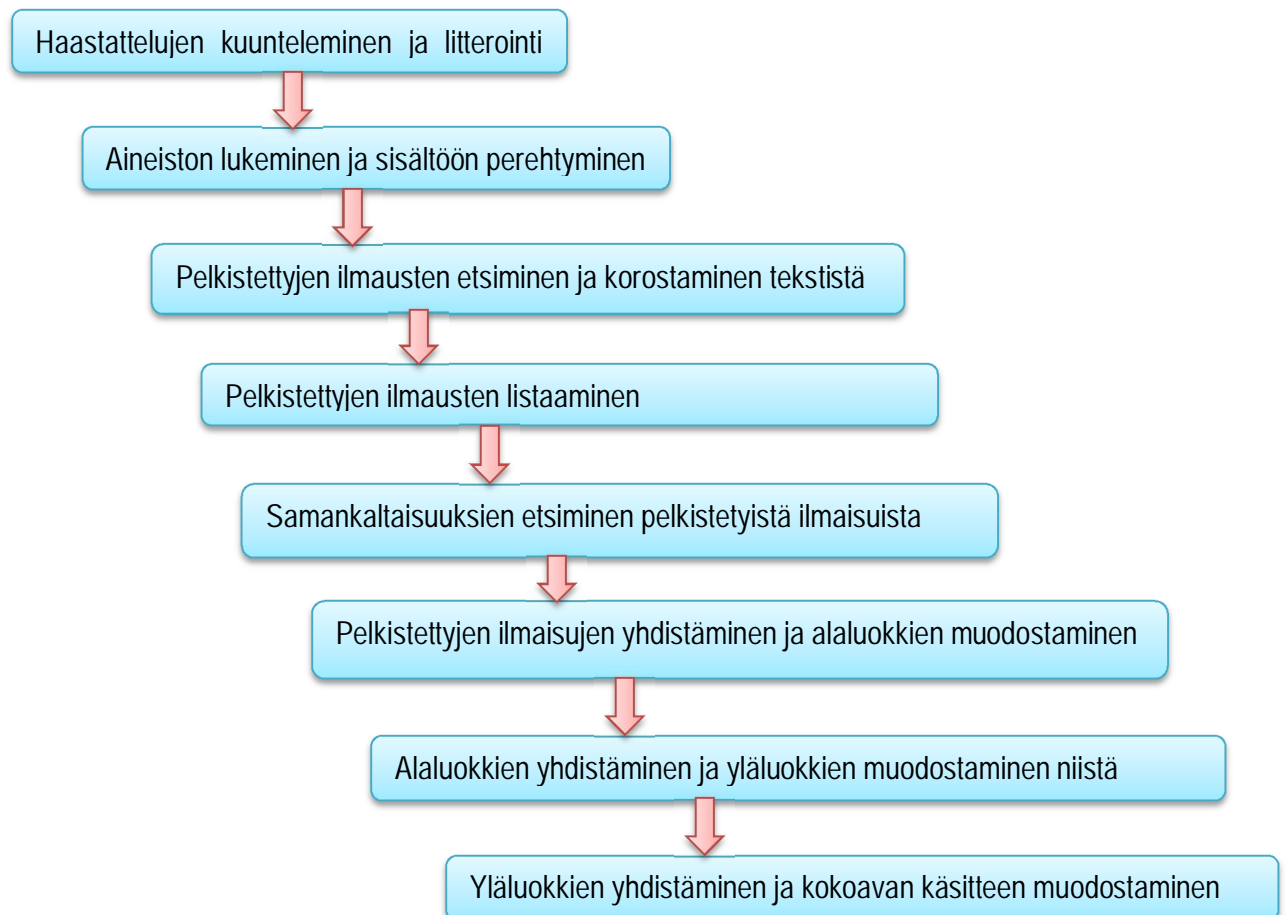 Haastattelujen kuunteleminen ja litterointi
Aineiston lukeminen ja sisältöön perehtyminen
Pelkistettyjen ilmausten etsiminen ja korostaminen tekstistä
Pelkistettyjen ilmausten listaaminen
Samankaltaisuuksien etsiminen pelkistetyistä ilmaisuista
Pelkistettyjen ilmaisujen yhdistäminen ja alaluokkien muodostaminen
Alaluokkien yhdistäminen ja yläluokkien muodostaminen niistä
Yläluokkien yhdistäminen ja kokoavan käsitteen muodostaminen